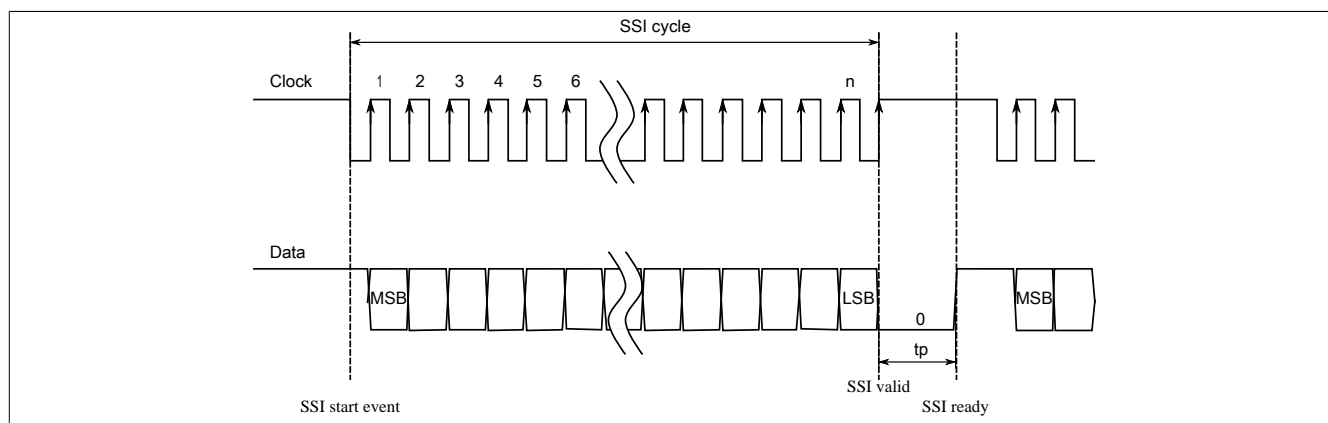 SSI cycle
Clock
1 2 3 4 5 6 n
Data
MSB LSB MSB
0
tp
SSI valid
SSI start event
SSI ready